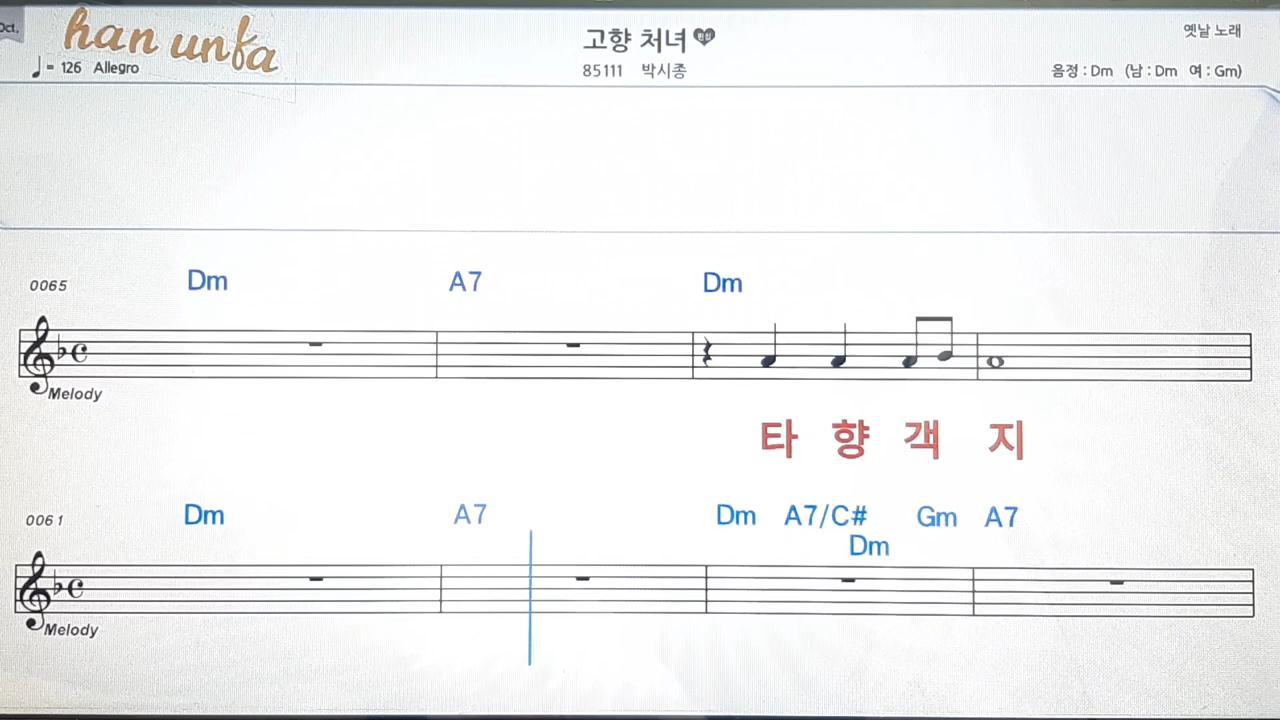 Oct.
han unfa
고향 처녀
옛날 노래
♩= 126 Allegro
85111 박시종
음정 : Dm (남 : Dm 여 : Gm)
0065 Dm A7 Dm
Melody
타 향 객 지
0061 Dm A7 Dm A7/C# Gm A7
Dm
Melody